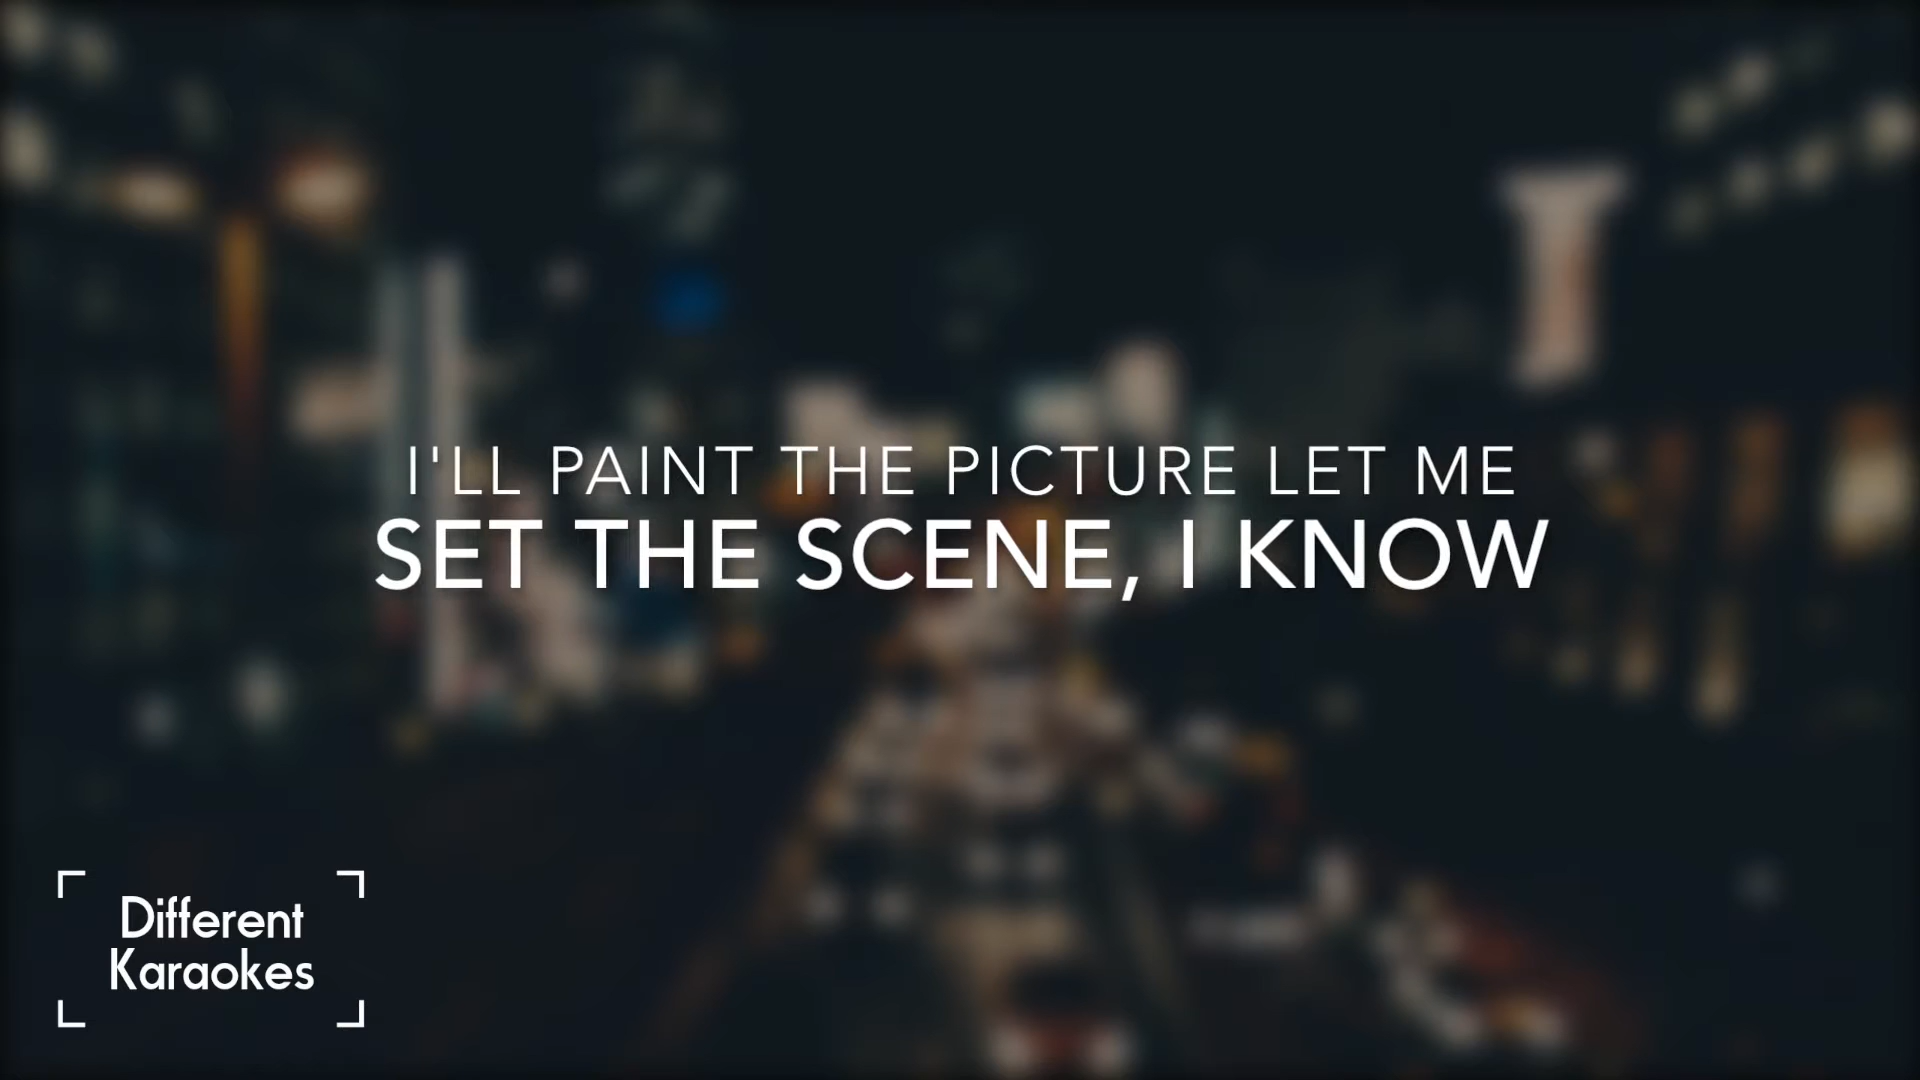 I'LL PAINT THE PICTURE LET ME
SET THE SCENE, I KNOW
Different
Karaokes